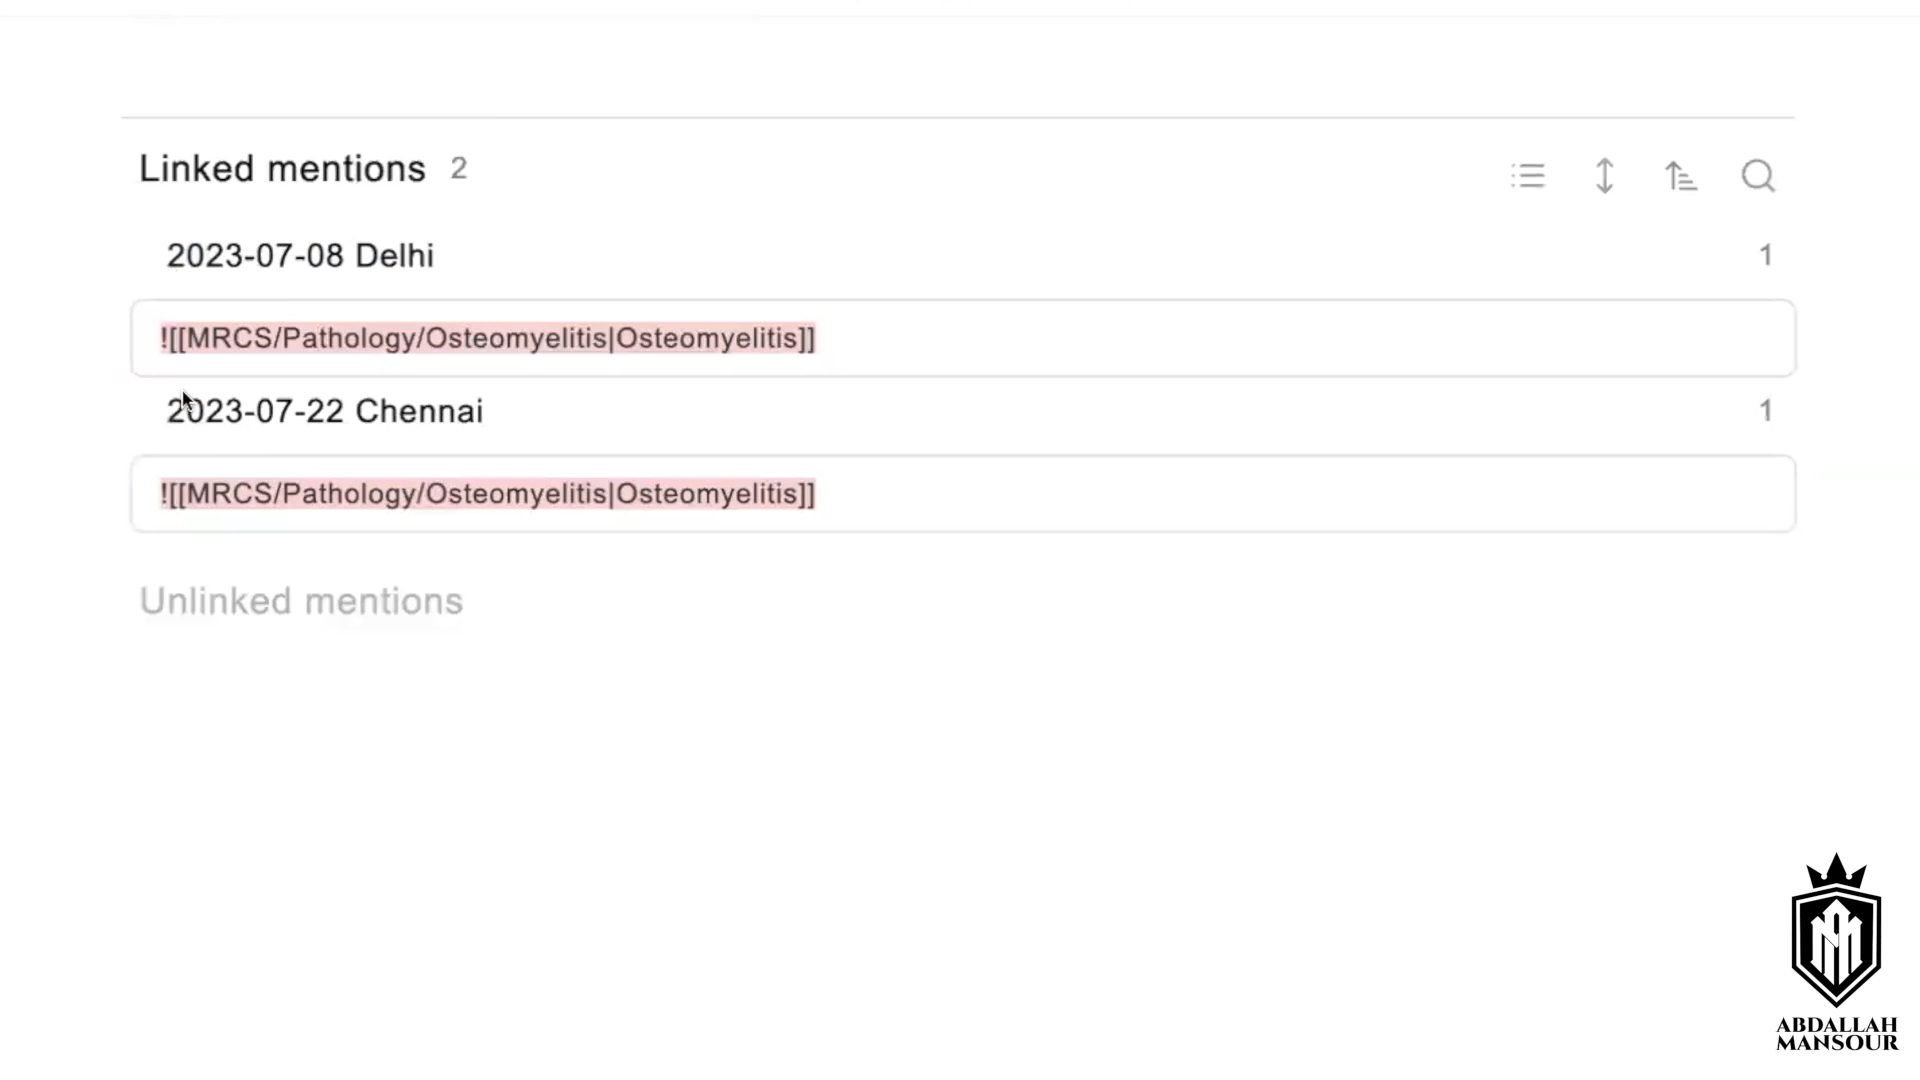 Linked mentions 2
2023-07-08 Delhi 1
![[MRCS/Pathology/Osteomyelitis|Osteomyelitis]]
2023-07-22 Chennai 1
![[MRCS/Pathology/Osteomyelitis|Osteomyelitis]]
Unlinked mentions
ABDALLAH
MANSOUR